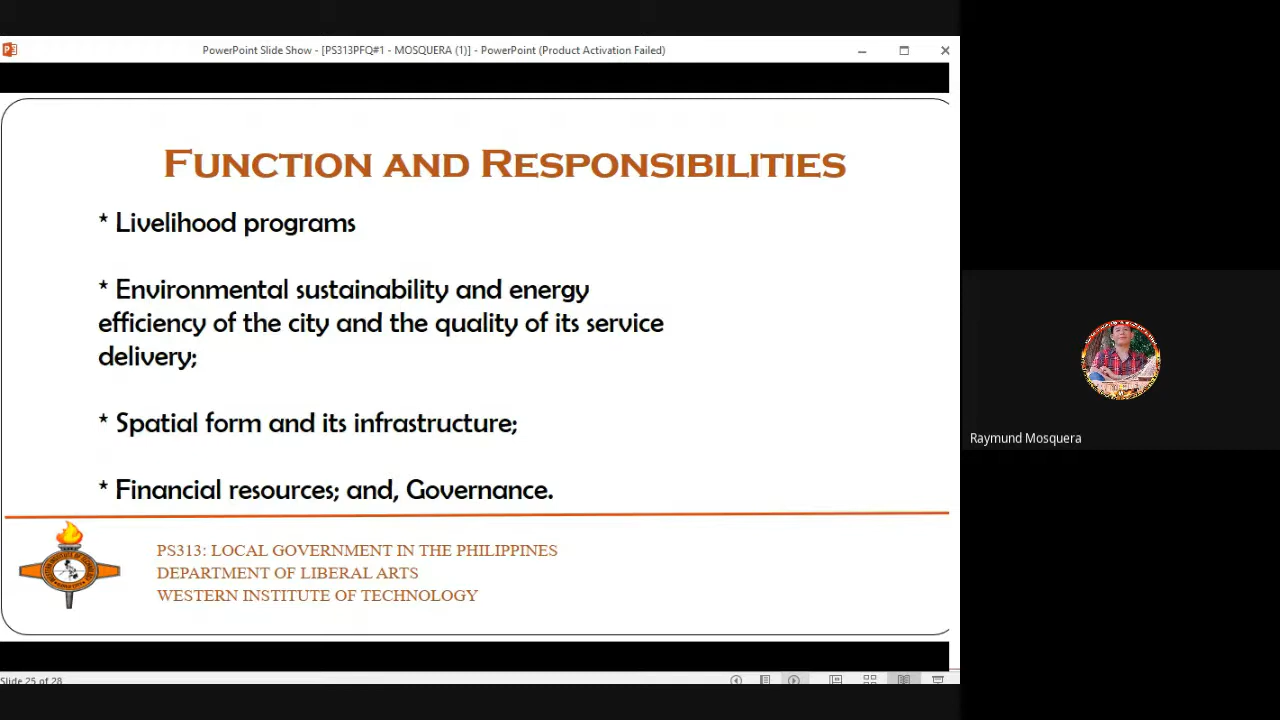 PowerPoint Slide Show - [PS313PFQ#1 - MOSQUERA (1)] - PowerPoint (Product Activation Failed)
FUNCTION AND RESPONSIBILITIES
* Livelihood programs
* Environmental sustainability and energy
efficiency of the city and the quality of its service
delivery;
* Spatial form and its infrastructure;
* Financial resources; and, Governance.
PS313: LOCAL GOVERNMENT IN THE PHILIPPINES
DEPARTMENT OF LIBERAL ARTS
WESTERN INSTITUTE OF TECHNOLOGY
Slide 25 of 28
Raymund Mosquera